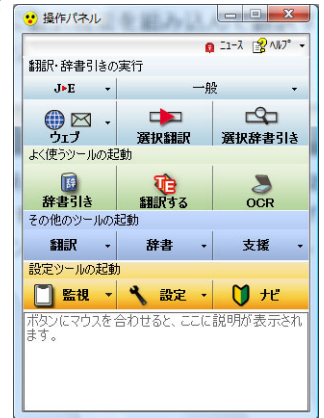 操作パネル
ニュース ヘルプ
翻訳・辞書引きの実行
J▶E 一般
ウェブ 選択翻訳 選択辞書引き
よく使うツールの起動
辞書引き 翻訳する OCR
その他のツールの起動
翻訳 辞書 支援
設定ツールの起動
監視 設定 ナビ
ボタンにマウスを合わせると、ここに説明が表示され
ます。